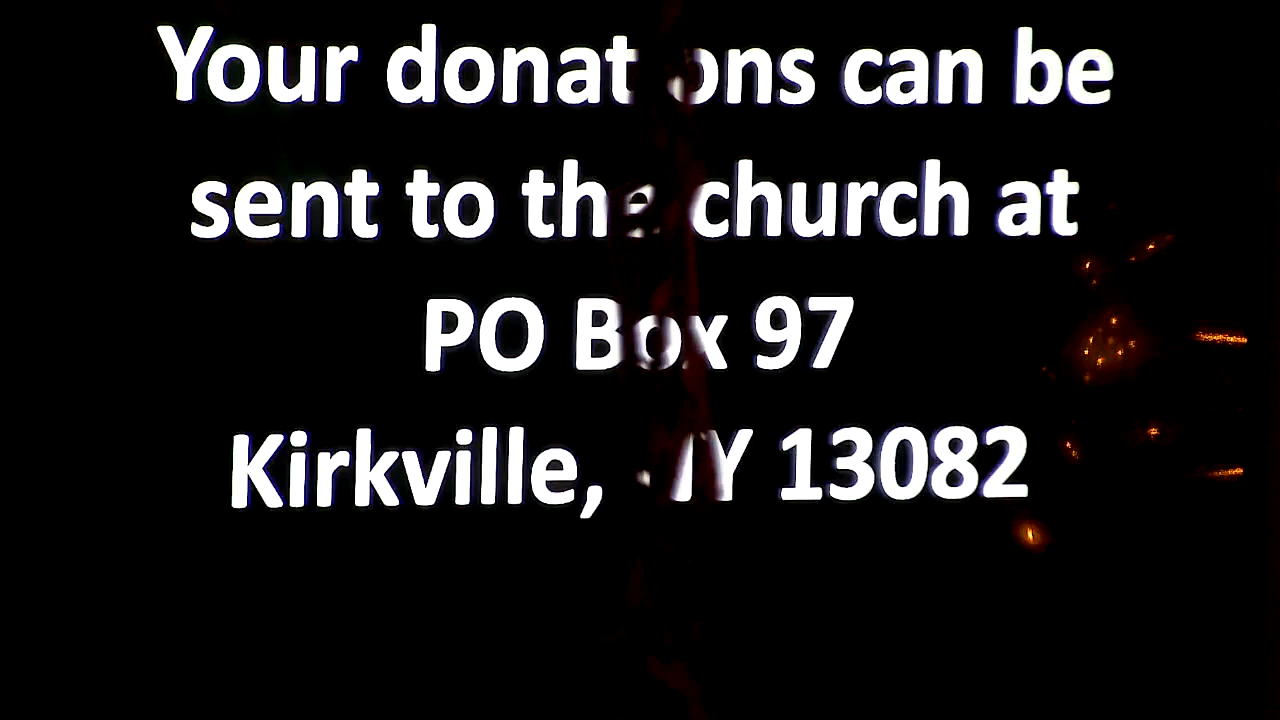 Your donations can be
sent to the church at
PO Box 97
Kirkville, NY 13082